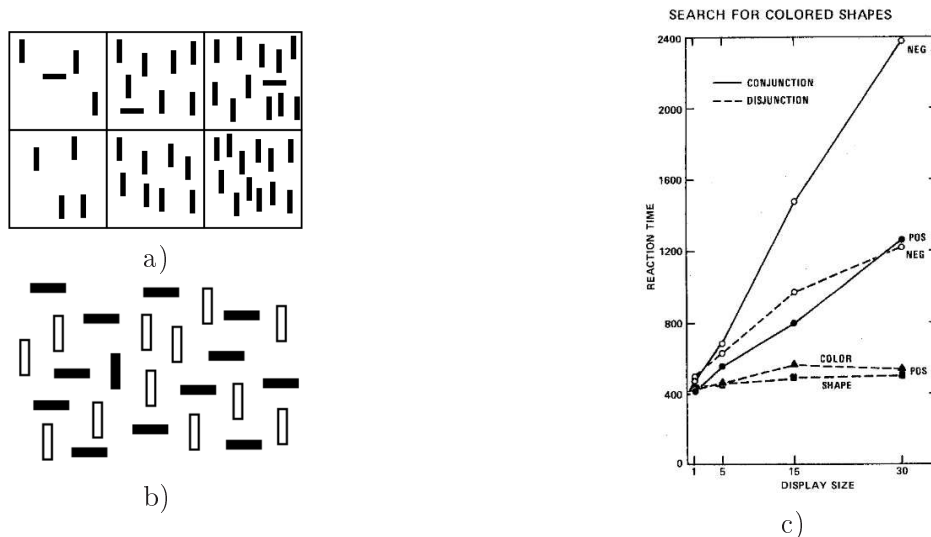 SEARCH FOR COLORED SHAPES
2400
NEG
CONJUNCTION
DISJUNCTION
2000
1600
REACTION TIME
1200
POS
NEG
800
COLOR
POS
SHAPE
400
0
1 5 15 30
DISPLAY SIZE
a)
b)
c)